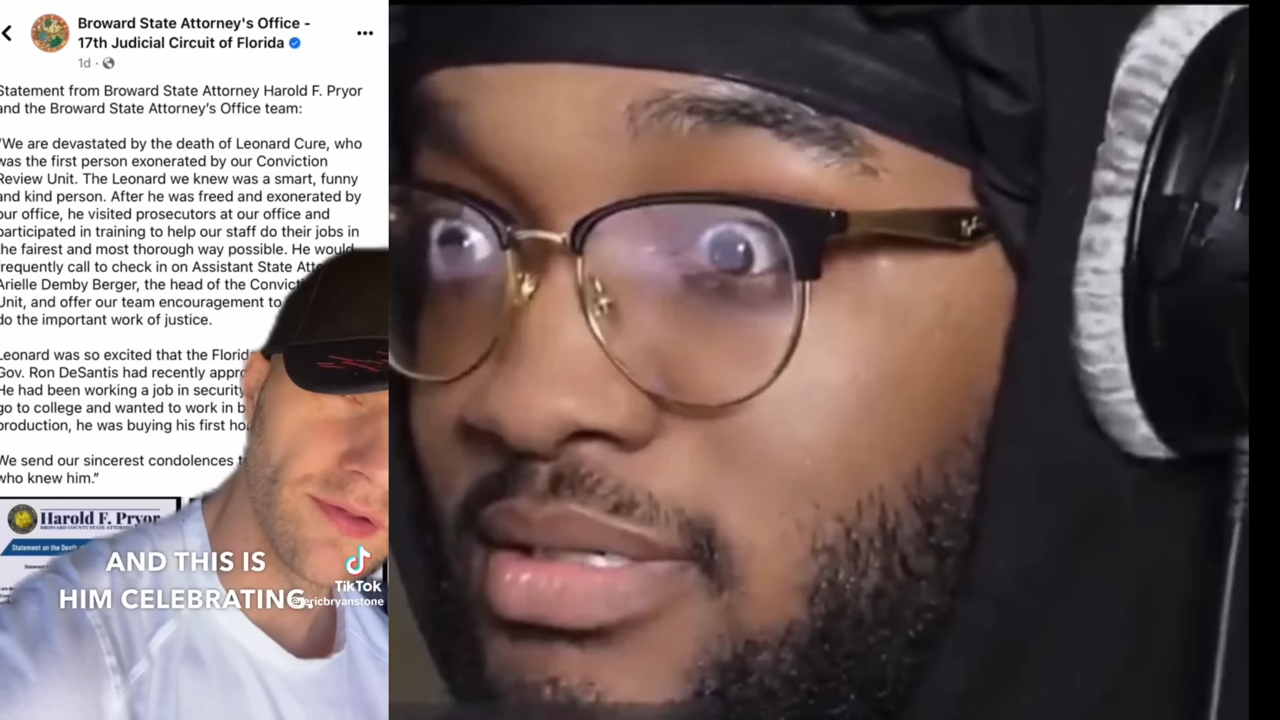 Broward State Attorney's Office -
17th Judicial Circuit of Florida
1d ·
Statement from Broward State Attorney Harold F. Pryor
and the Broward State Attorney's Office team:
"We are devastated by the death of Leonard Cure, who
was the first person exonerated by our Conviction
Review Unit. The Leonard we knew was a smart, funny
and kind person. After he was freed and exonerated by
our office, he visited prosecutors at our office and
participated in training to help our staff do their jobs in
the fairest and most thorough way possible. He would
frequently call to check in on Assistant State
Arielle Demby Berger, the head of the
Unit, and offer our team encouragement to
do the important work of justice.
Leonard was so excited that the
Gov. Ron DeSantis had recently
He had been working a job in security
go to college and wanted to work in
production, he was buying his first
We send our sincerest condolences
who knew him."
Harold F. Pryor
BROWARD COUNTY STATE
Statement on the
AND THIS IS
HIM CELEBRATING.
TikTok
@ericbryanstone